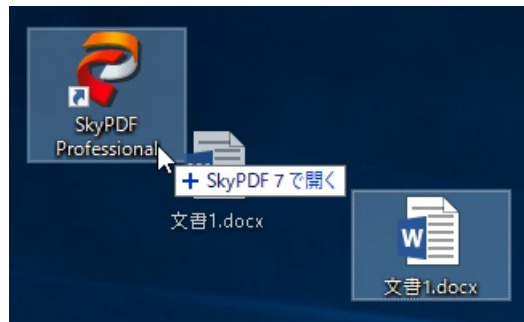 SkyPDF
Professional
+ SkyPDF 7 で開く
文書1.docx
W
文書1.docx